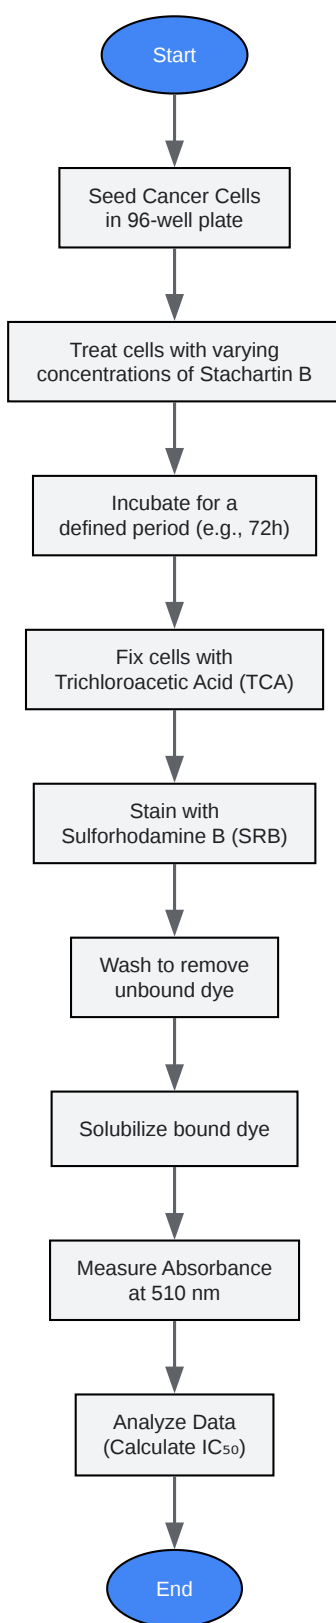 Start
Seed Cancer Cells
in 96-well plate
Treat cells with varying
concentrations of Stachartin B
Incubate for a
defined period (e.g., 72h)
Fix cells with
Trichloroacetic Acid (TCA)
Stain with
Sulforhodamine B (SRB)
Wash to remove
unbound dye
Solubilize bound dye
Measure Absorbance
at 510 nm
Analyze Data
(Calculate IC₅₀)
End